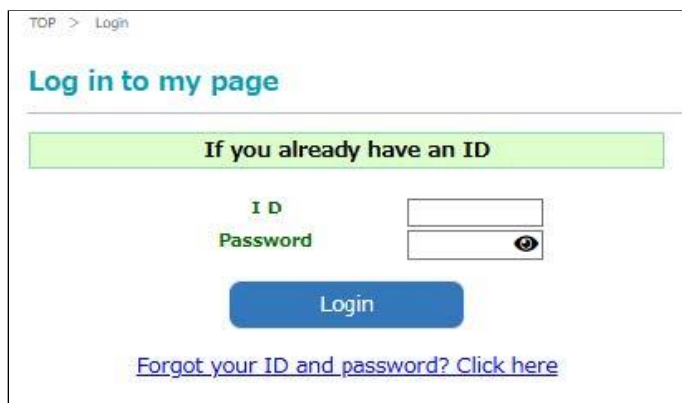 TOP > Login
Log in to my page
If you already have an ID
I D
Password
Login
Forgot your ID and password? Click here